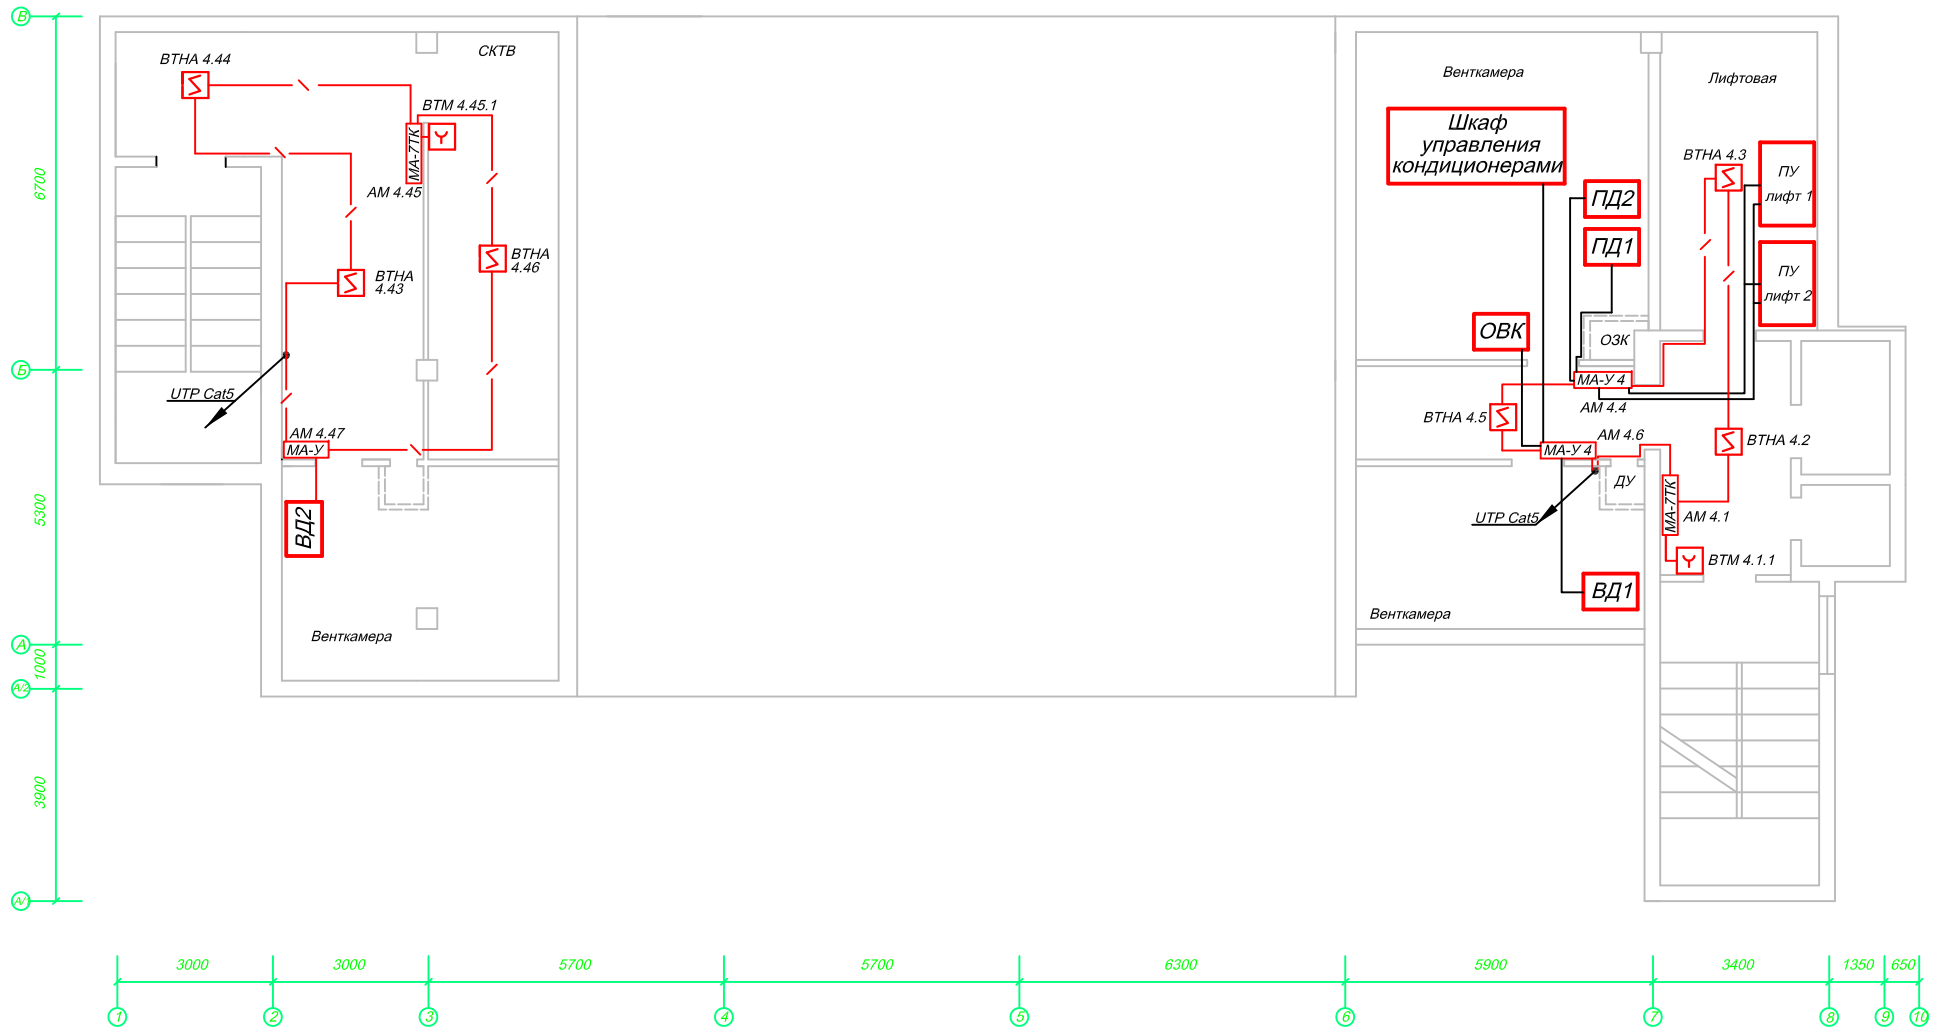 В
СКТВ
ВТНА 4.44
Венткамера
Лифтовая
ВТМ 4.45.1
МА-7ТК
АМ 4.45
Шкаф
управления
кондиционерами
ВТНА 4.3
ПУ
лифт 1
ПД2
ПД1
6700
ВТНА
4.46
ВТНА
4.43
ПУ
лифт 2
ОВК
ОЗК
Б
МА-У 4
АМ 4.4
UTP Cat5
ВТНА 4.5
АМ 4.47
МА-У
АМ 4.6
МА-У 4
ВТНА 4.2
ДУ
5300
ВД2
UTP Cat5
МА-7ТК
АМ 4.1
ВТМ 4.1.1
ВД1
Венткамера
Венткамера
А
1000
А/2
3900
А/1
3000
3000
5700
5700
6300
5900
3400
1350
650
1
2
3
4
5
6
7
8
9
10